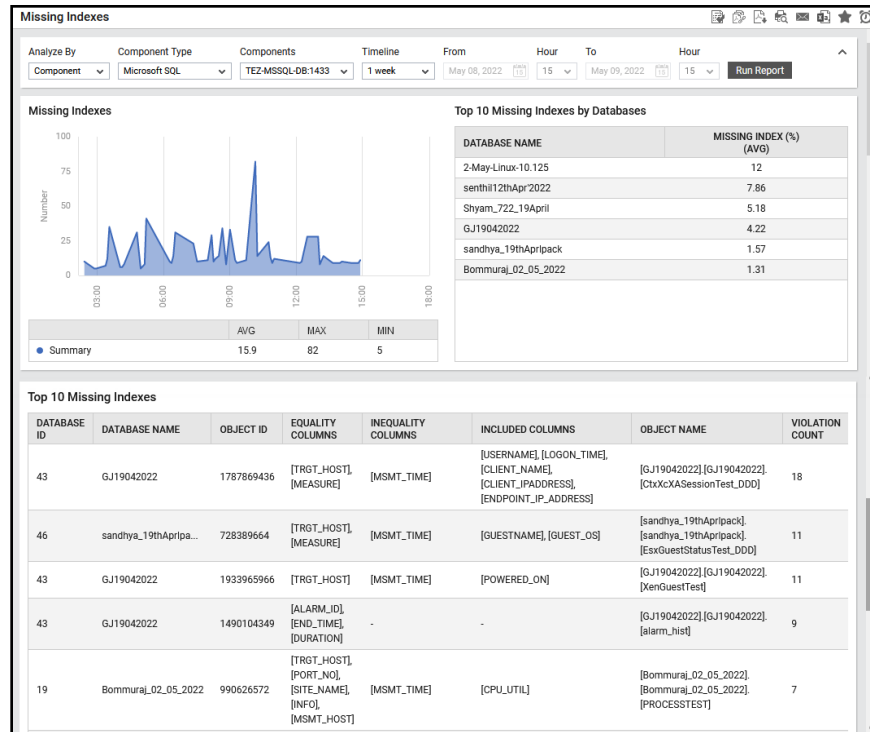 Missing Indexes
Analyze By Component Type Components Timeline From Hour To Hour
Component Microsoft SQL TEZ-MSSQL-DB:1433 1 week May 08, 2022 15 May 09, 2022 15 Run Report
Missing Indexes
100
75
50
25
0
Number
03:00 06:00 09:00 12:00 15:00 18:00
AVG MAX MIN
Summary 15.9 82 5
Top 10 Missing Indexes by Databases
DATABASE NAME MISSING INDEX (%)
(AVG)
2-May-Linux-10.125 12
senthil12thApr'2022 7.86
Shyam_722_19April 5.18
GJ19042022 4.22
sandhya_19thAprlpack 1.57
Bommuraj_02_05_2022 1.31
Top 10 Missing Indexes
DATABASE EQUALITY INEQUALITY VIOLATION
ID DATABASE NAME OBJECT ID COLUMNS COLUMNS INCLUDED COLUMNS OBJECT NAME COUNT
[USERNAME], [LOGON_TIME],
[TRGT_HOST], [CLIENT_NAME], [GJ19042022].[GJ19042022].
43 GJ19042022 1787869436 [MEASURE] [MSMT_TIME] [CLIENT_IPADDRESS], [CtxXcXASessionTest_DDD] 18
[ENDPOINT_IP_ADDRESS]
[sandhya_19thAprlpack].
46 sandhya_19thAprlpa... 728389664 [TRGT_HOST], [MSMT_TIME] [GUESTNAME], [GUEST_OS] [sandhya_19thAprlpack]. 11
[MEASURE] [EsxGuestStatusTest_DDD]
43 GJ19042022 1933965966 [TRGT_HOST] [MSMT_TIME] [POWERED_ON] [GJ19042022].[GJ19042022]. 11
[XenGuestTest]
[ALARM_ID],
43 GJ19042022 1490104349 [END_TIME], - - [GJ19042022].[GJ19042022]. 9
[DURATION] [alarm_hist]
[TRGT_HOST],
[PORT_NO], [Bommuraj_02_05_2022].
19 Bommuraj_02_05_2022 990626572 [SITE_NAME], [MSMT_TIME] [CPU_UTIL] [Bommuraj_02_05_2022]. 7
[INFO], [PROCESSTEST]
[MSMT_HOST]